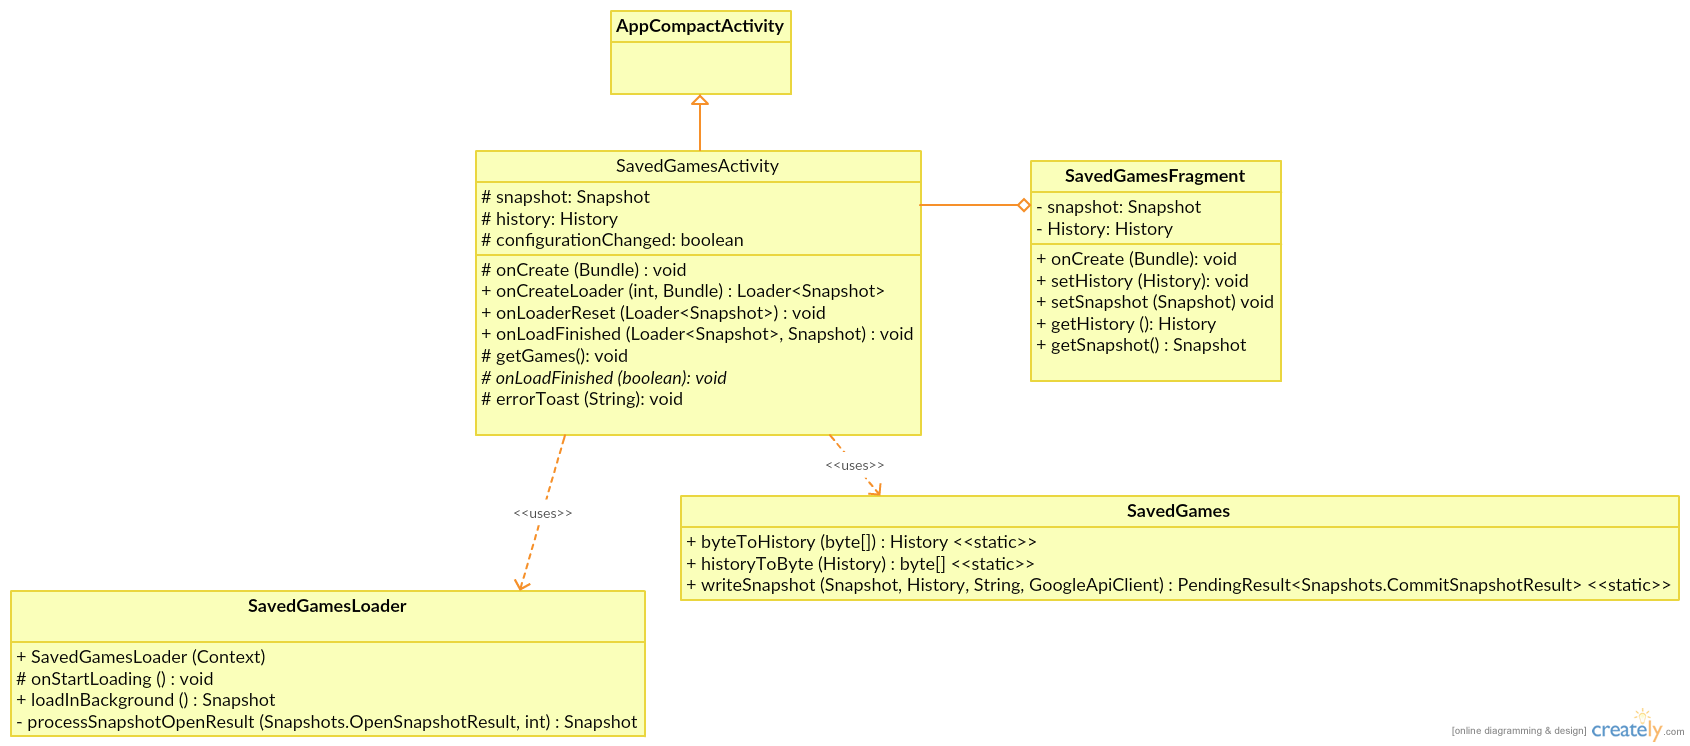 AppCompactActivity
SavedGamesActivity
# snapshot: Snapshot
# history: History
# configurationChanged: boolean
# onCreate (Bundle) : void
+ onCreateLoader (int, Bundle) : Loader<Snapshot>
+ onLoaderReset (Loader<Snapshot>) : void
+ onLoadFinished (Loader<Snapshot>, Snapshot) : void
# getGames(): void
# onLoadFinished (boolean): void
# errorToast (String): void
SavedGamesFragment
- snapshot: Snapshot
- History: History
+ onCreate (Bundle): void
+ setHistory (History): void
+ setSnapshot (Snapshot) void
+ getHistory (): History
+ getSnapshot() : Snapshot
<<uses>>
<<uses>>
SavedGames
+ byteToHistory (byte[]) : History <<static>>
+ historyToByte (History) : byte[] <<static>>
+ writeSnapshot (Snapshot, History, String, GoogleApiClient) : PendingResult<Snapshots.CommitSnapshotResult> <<static>>
SavedGamesLoader
+ SavedGamesLoader (Context)
# onStartLoading () : void
+ loadInBackground () : Snapshot
- processSnapshotOpenResult (Snapshots.OpenSnapshotResult, int) : Snapshot
[online diagramming & design] creately.com